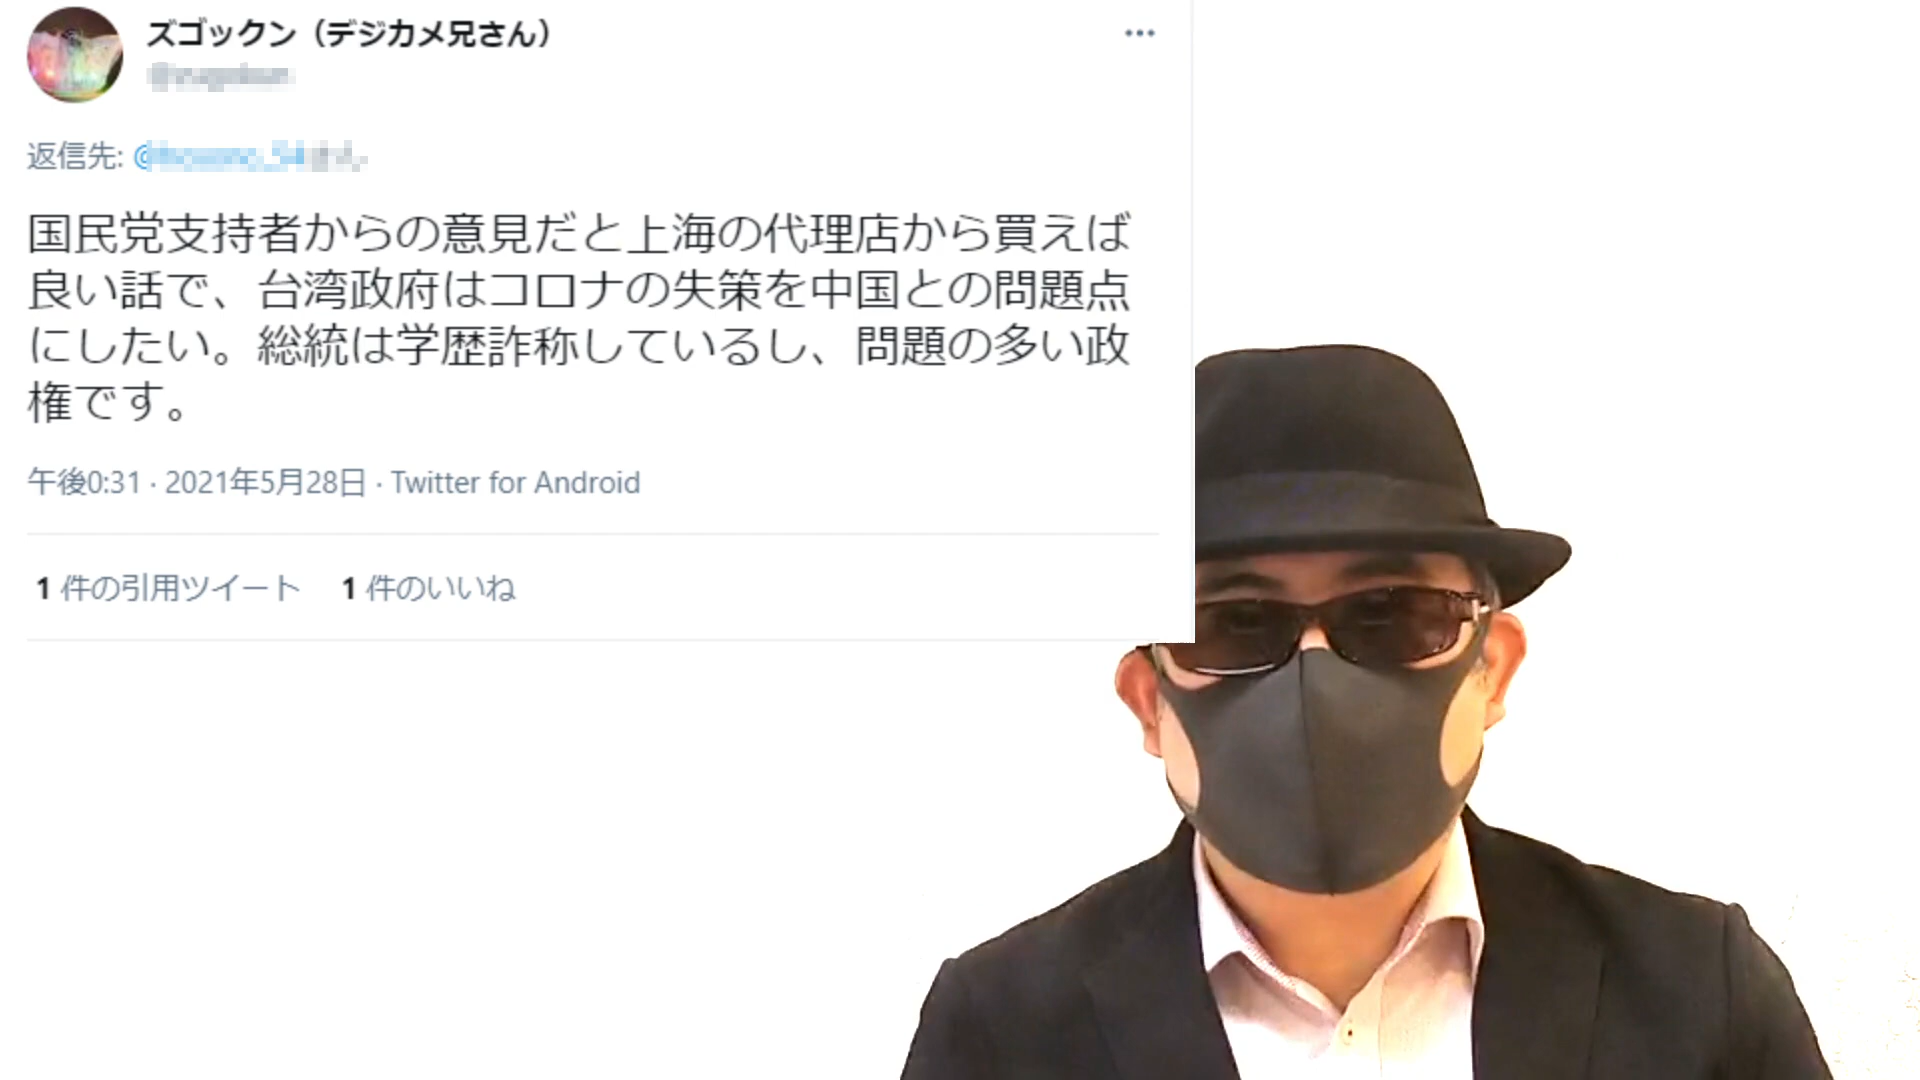 ズゴックン（デジカメ兄さん）
返信先:
国民党支持者からの意見だと上海の代理店から買えば
良い話で、台湾政府はコロナの失策を中国との問題点
にしたい。総統は学歴詐称しているし、問題の多い政
権です。
午後0:31 · 2021年5月28日 · Twitter for Android
1 件の引用ツイート 1 件のいいね